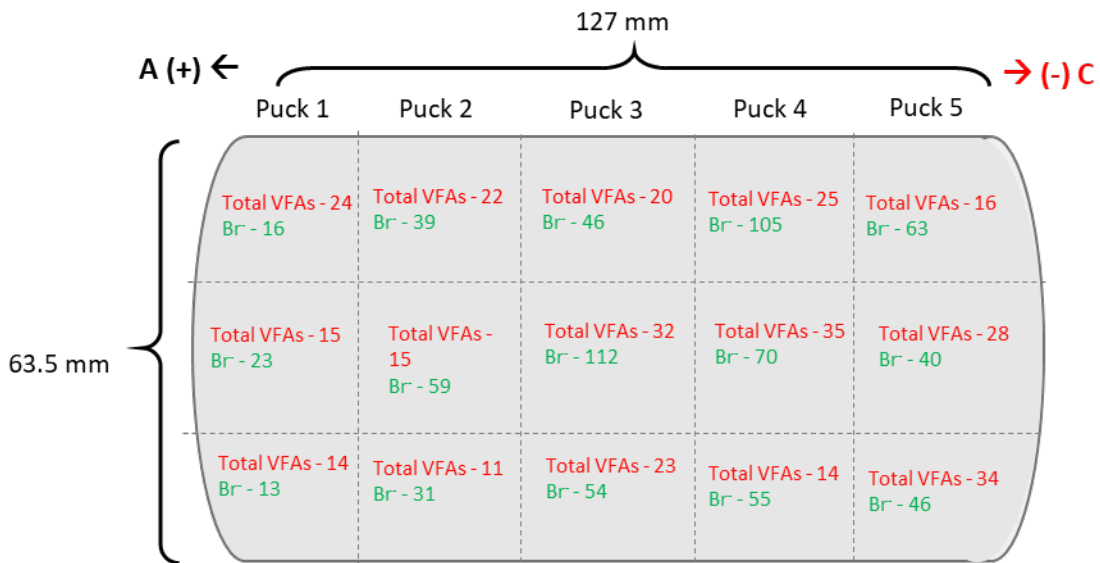 127 mm
A (+) ← → (-) C
Puck 1 Puck 2 Puck 3 Puck 4 Puck 5
Total VFAs - 24
Br⁻ - 16
Total VFAs - 22
Br⁻ - 39
Total VFAs - 20
Br⁻ - 46
Total VFAs - 25
Br⁻ - 105
Total VFAs - 16
Br⁻ - 63
63.5 mm
Total VFAs - 15
Br⁻ - 23
Total VFAs -
15
Br⁻ - 59
Total VFAs - 32
Br⁻ - 112
Total VFAs - 35
Br⁻ - 70
Total VFAs - 28
Br⁻ - 40
Total VFAs - 14
Br⁻ - 13
Total VFAs - 11
Br⁻ - 31
Total VFAs - 23
Br⁻ - 54
Total VFAs - 14
Br⁻ - 55
Total VFAs - 34
Br⁻ - 46